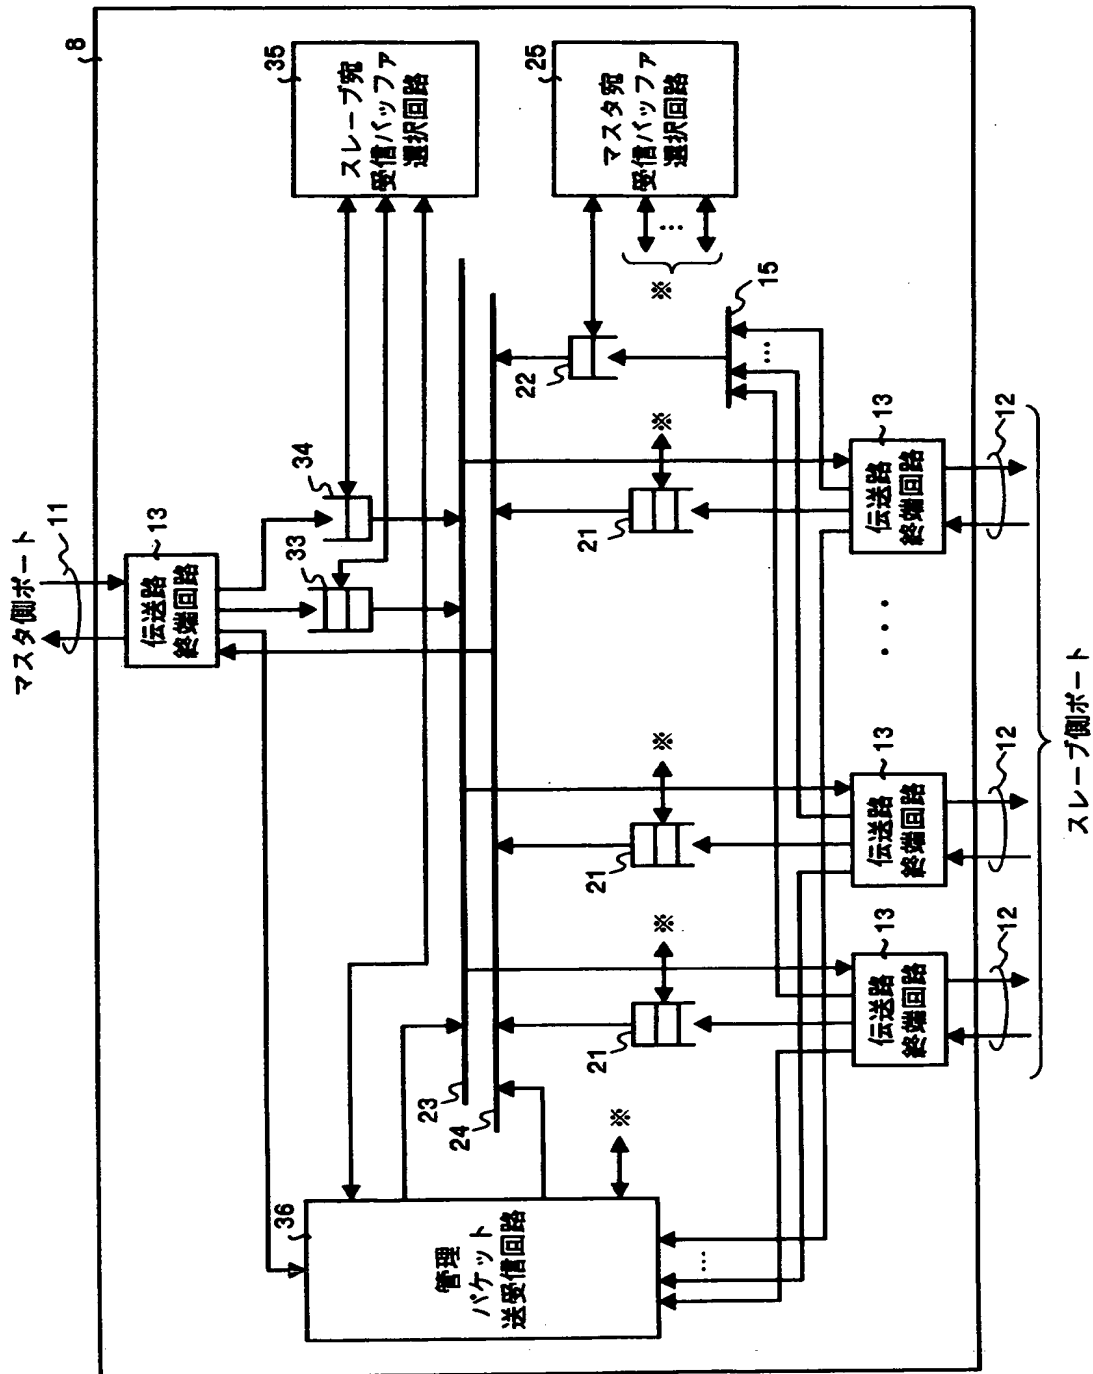 8
マスタ側ポート
11
13
伝送路
終端回路
35
スレーブ宛
受信バッファ
選択回路
34
33
25
マスタ宛
受信バッファ
選択回路
※
…
36
管理
パケット
送受信回路
※
…
23
24
22
15
…
21
※
21
※
21
※
13
伝送路
終端回路
12
13
伝送路
終端回路
12
・・・
13
伝送路
終端回路
12
スレーブ側ポート